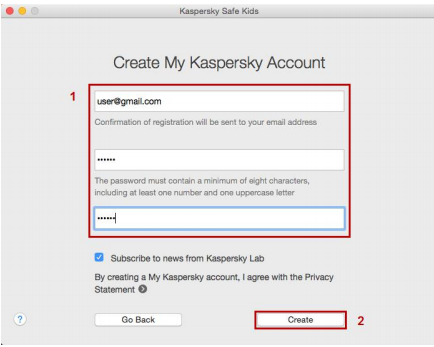 Kaspersky Safe Kids
Create My Kaspersky Account
1
user@gmail.com
Confirmation of registration will be sent to your email address
••••••
The password must contain a minimum of eight characters,
including at least one number and one uppercase letter
••••••
Subscribe to news from Kaspersky Lab
By creating a My Kaspersky account, I agree with the Privacy
Statement
? Go Back Create 2